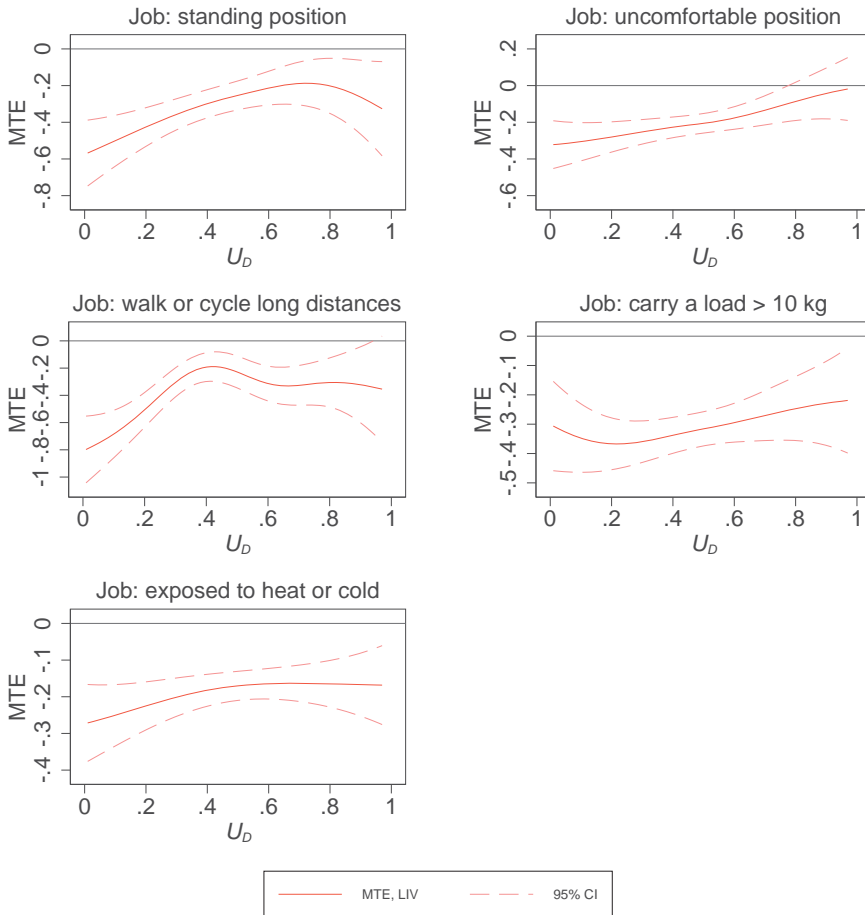 Job: standing position
MTE
0
-.2
-.4
-.6
-.8
0 .2 .4 .6 .8 1
U_D
Job: uncomfortable position
MTE
.2
0
-.2
-.4
-.6
0 .2 .4 .6 .8 1
U_D
Job: walk or cycle long distances
MTE
0
-.2
-.4
-.6
-.8
-1
0 .2 .4 .6 .8 1
U_D
Job: carry a load > 10 kg
MTE
0
-.1
-.2
-.3
-.4
-.5
0 .2 .4 .6 .8 1
U_D
Job: exposed to heat or cold
MTE
0
-.1
-.2
-.3
-.4
0 .2 .4 .6 .8 1
U_D
MTE, LIV 95% CI